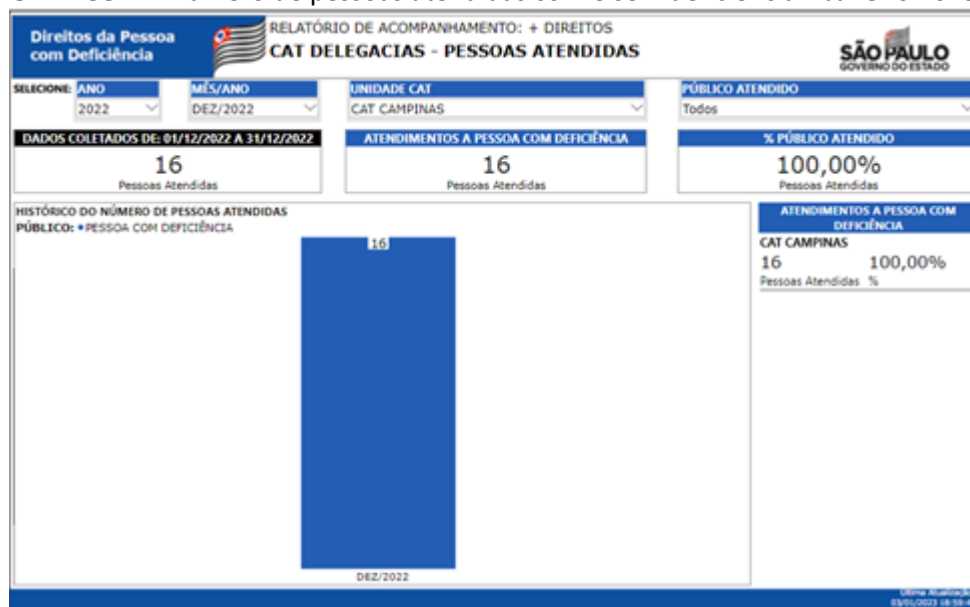 Direitos da Pessoa
com Deficiência
RELATÓRIO DE ACOMPANHAMENTO: + DIREITOS
CAT DELEGACIAS - PESSOAS ATENDIDAS
SÃO PAULO
GOVERNO DO ESTADO
SELECIONE: ANO MÊS/ANO UNIDADE CAT PÚBLICO ATENDIDO
2022 DEZ/2022 CAT CAMPINAS Todos
DADOS COLETADOS DE: 01/12/2022 A 31/12/2022
16
Pessoas Atendidas
ATENDIMENTOS A PESSOA COM DEFICIÊNCIA
16
Pessoas Atendidas
% PÚBLICO ATENDIDO
100,00%
Pessoas Atendidas
HISTÓRICO DO NÚMERO DE PESSOAS ATENDIDAS
PÚBLICO: •PESSOA COM DEFICIÊNCIA
16
DEZ/2022
ATENDIMENTOS A PESSOA COM
DEFICIÊNCIA
CAT CAMPINAS
16 100,00%
Pessoas Atendidas %
Última Atualização